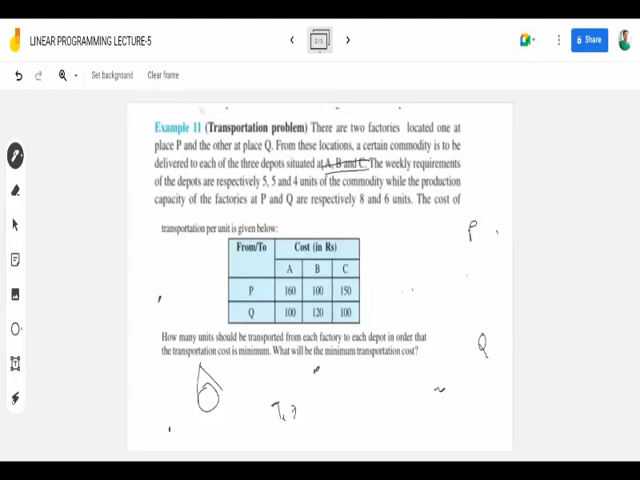 LINEAR PROGRAMMING LECTURE-5
2/2
Share
Set background
Clear frame
Example 11 (Transportation problem) There are two factories located one at
place P and the other at place Q. From these locations, a certain commodity is to be
delivered to each of the three depots situated at A, B and C. The weekly requirements
of the depots are respectively 5, 5 and 4 units of the commodity while the production
capacity of the factories at P and Q are respectively 8 and 6 units. The cost of
transportation per unit is given below:
P
From/To Cost (in Rs)
A B C
P 160 100 150
Q 100 120 100
How many units should be transported from each factory to each depot in order that
the transportation cost is minimum. What will be the minimum transportation cost?
Q